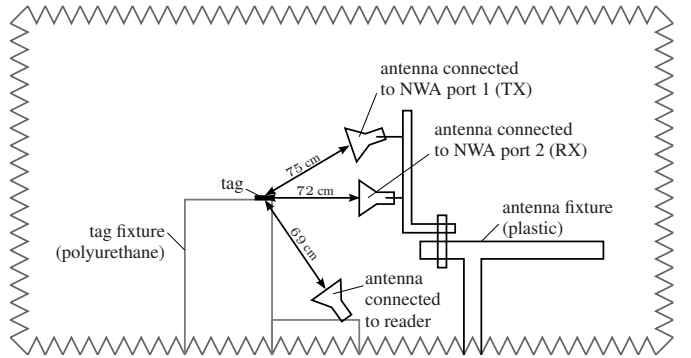 antenna connected
to NWA port 1 (TX)
antenna connected
to NWA port 2 (RX)
75 cm
tag
72 cm
antenna fixture
(plastic)
tag fixture
(polyurethane)
69 cm
antenna
connected
to reader